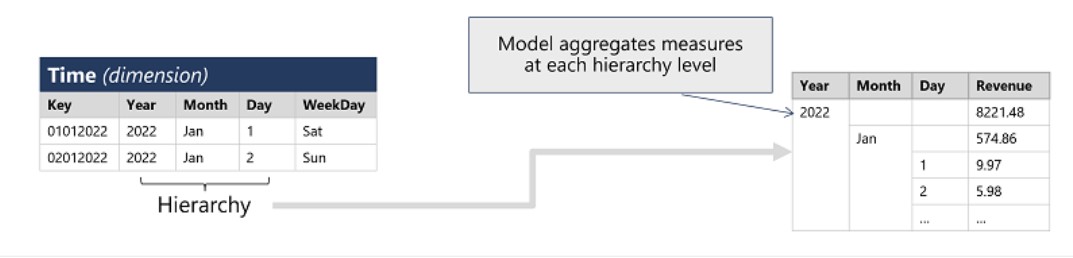 Model aggregates measures
at each hierarchy level
Time (dimension)
Key Year Month Day WeekDay
01012022 2022 Jan 1 Sat
02012022 2022 Jan 2 Sun
Hierarchy
Year Month Day Revenue
2022 8221.48
Jan 574.86
1 9.97
2 5.98
... ...